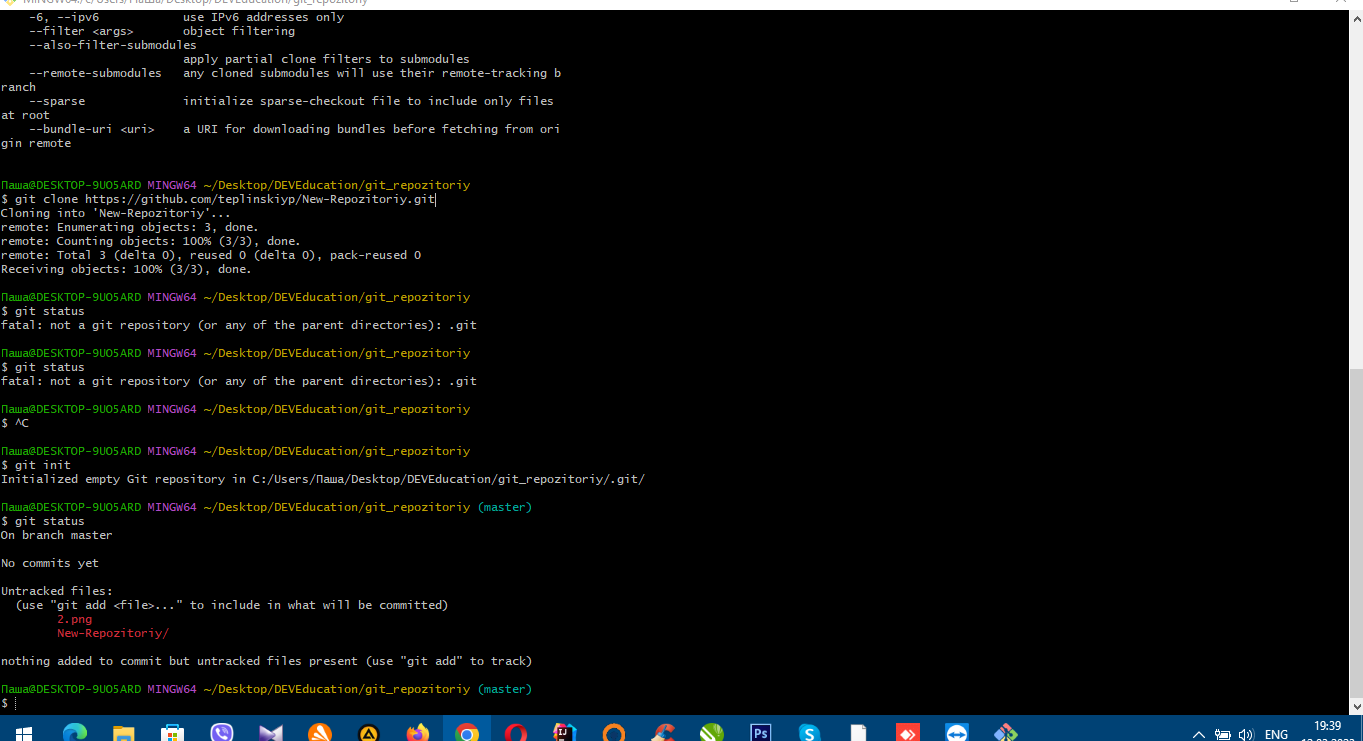 MINGW64:/c/Users/Паша/Desktop/DEVEducation/git_repozitoriy
-6, --ipv6 use IPv6 addresses only
--filter <args> object filtering
--also-filter-submodules
apply partial clone filters to submodules
--remote-submodules any cloned submodules will use their remote-tracking b
ranch
--sparse initialize sparse-checkout file to include only files
at root
--bundle-uri <uri> a URI for downloading bundles before fetching from ori
gin remote
Паша@DESKTOP-9UO5ARD MINGW64 ~/Desktop/DEVEducation/git_repozitoriy
$ git clone https://github.com/teplinskiyp/New-Repozitoriy.git
Cloning into 'New-Repozitoriy'...
remote: Enumerating objects: 3, done.
remote: Counting objects: 100% (3/3), done.
remote: Total 3 (delta 0), reused 0 (delta 0), pack-reused 0
Receiving objects: 100% (3/3), done.
Паша@DESKTOP-9UO5ARD MINGW64 ~/Desktop/DEVEducation/git_repozitoriy
$ git status
fatal: not a git repository (or any of the parent directories): .git
Паша@DESKTOP-9UO5ARD MINGW64 ~/Desktop/DEVEducation/git_repozitoriy
$ git status
fatal: not a git repository (or any of the parent directories): .git
Паша@DESKTOP-9UO5ARD MINGW64 ~/Desktop/DEVEducation/git_repozitoriy
$ ^C
Паша@DESKTOP-9UO5ARD MINGW64 ~/Desktop/DEVEducation/git_repozitoriy
$ git init
Initialized empty Git repository in C:/Users/Паша/Desktop/DEVEducation/git_repozitoriy/.git/
Паша@DESKTOP-9UO5ARD MINGW64 ~/Desktop/DEVEducation/git_repozitoriy (master)
$ git status
On branch master
No commits yet
Untracked files:
(use "git add <file>..." to include in what will be committed)
2.png
New-Repozitoriy/
nothing added to commit but untracked files present (use "git add" to track)
Паша@DESKTOP-9UO5ARD MINGW64 ~/Desktop/DEVEducation/git_repozitoriy (master)
$
IJ
Ps
S
ENG
19:39